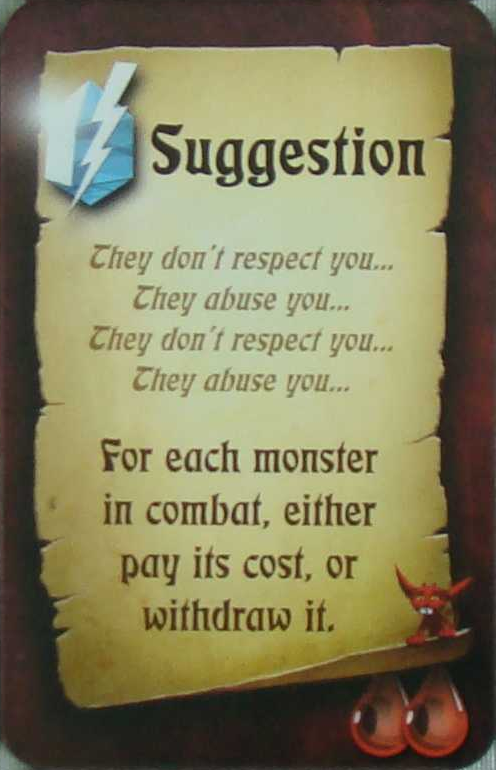 Suggestion
They don't respect you...
They abuse you...
They don't respect you...
They abuse you...
For each monster
in combat, either
pay its cost, or
withdraw it.